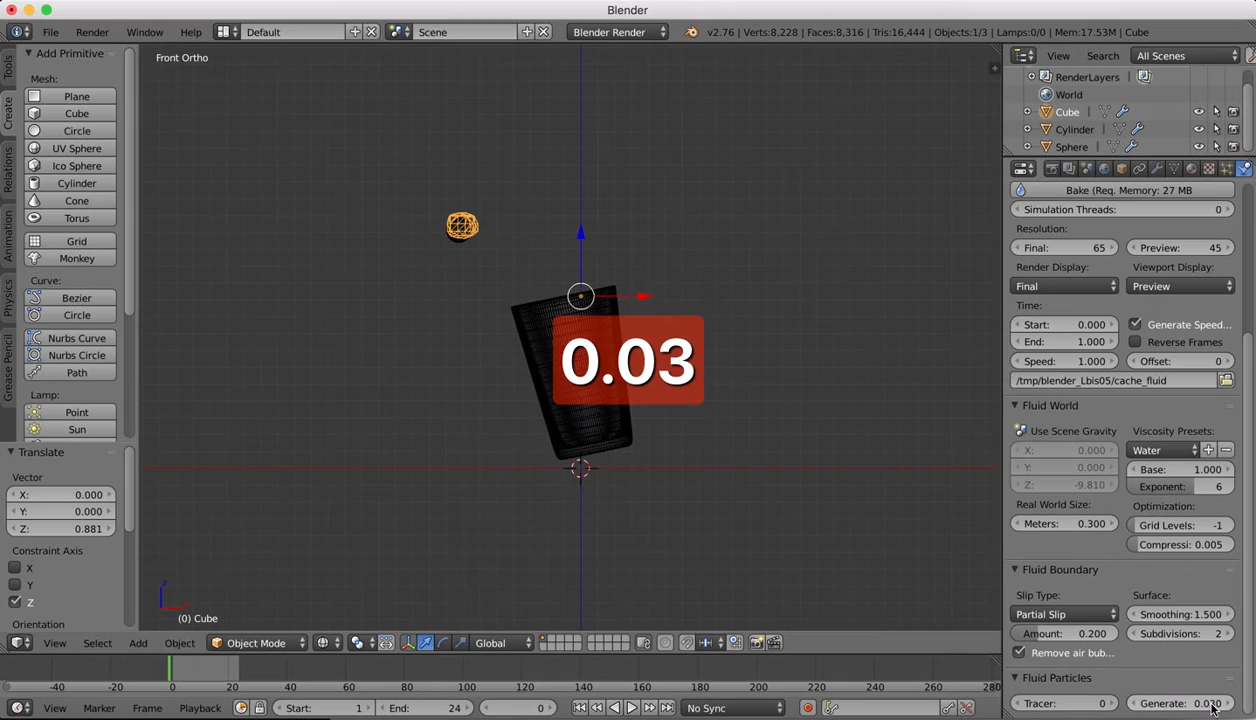 Blender
File Render Window Help Default Scene Blender Render v2.76 | Verts:8,228 | Faces:8,316 | Tris:16,444 | Objects:1/3 | Lamps:0/0 | Mem:17.53M | Cube
Tools
Create
Relations
Animation
Physics
Grease Pencil
Add Primitive
Mesh:
Plane
Cube
Circle
UV Sphere
Ico Sphere
Cylinder
Cone
Torus
Grid
Monkey
Curve:
Bezier
Circle
Nurbs Curve
Nurbs Circle
Path
Lamp:
Point
Sun
Translate
Vector
X: 0.000
Y: 0.000
Z: 0.881
Constraint Axis
X
Y
Z
Orientation
Front Ortho
0.03
z
(0) Cube
View Select Add Object Object Mode Global
-40 -20 0 20 40 60 80 100 120 140 160 180 200 220 240 260 280
View Marker Frame Playback Start: 1 End: 24 0 No Sync
View Search All Scenes
RenderLayers
World
Cube
Cylinder
Sphere
Bake (Req. Memory: 27 MB
Simulation Threads: 0
Resolution:
Final: 65 Preview: 45
Render Display: Viewport Display:
Final Preview
Time:
Start: 0.000 Generate Speed...
End: 1.000 Reverse Frames
Speed: 1.000 Offset: 0
/tmp/blender_Lbis05/cache_fluid
Fluid World
Use Scene Gravity Viscosity Presets:
X: 0.000 Water
Y: 0.000 Base: 1.000
Z: -9.810 Exponent: 6
Real World Size: Optimization:
Meters: 0.300 Grid Levels: -1
Compressi: 0.005
Fluid Boundary
Slip Type: Surface:
Partial Slip Smoothing: 1.500
Amount: 0.200 Subdivisions: 2
Remove air bub...
Fluid Particles
Tracer: 0 Generate: 0.030